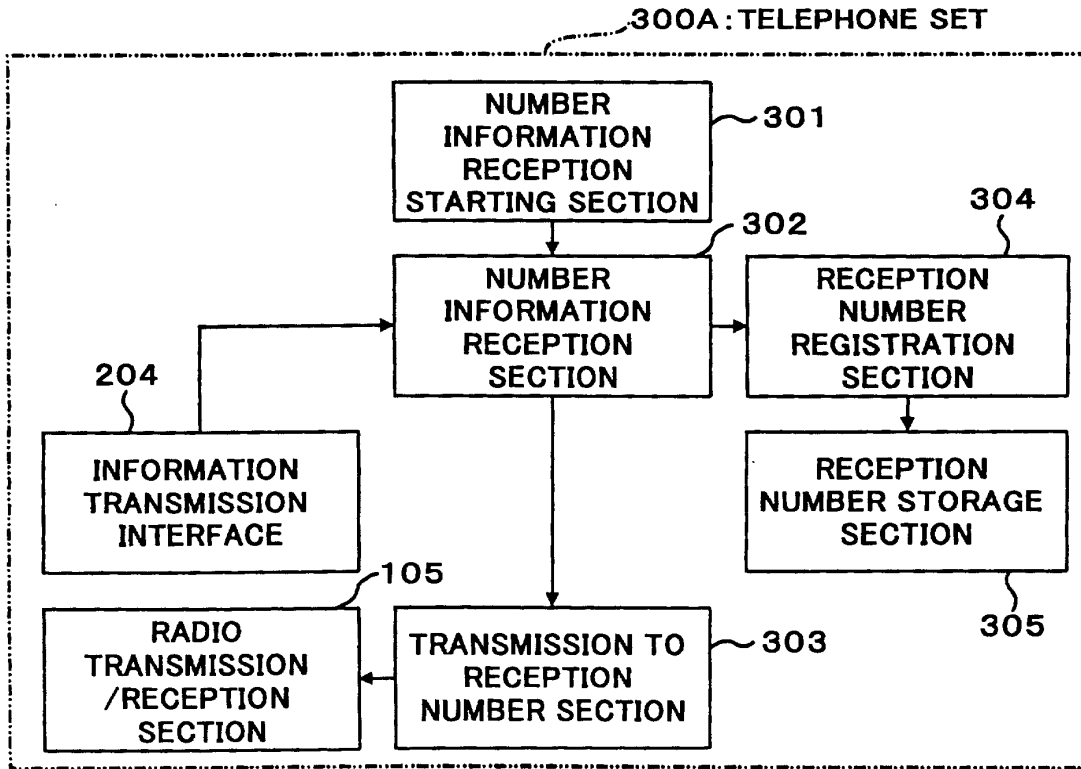 300A: TELEPHONE SET
NUMBER
INFORMATION
RECEPTION
STARTING SECTION
301
302
NUMBER
INFORMATION
RECEPTION
SECTION
304
RECEPTION
NUMBER
REGISTRATION
SECTION
204
INFORMATION
TRANSMISSION
INTERFACE
RECEPTION
NUMBER STORAGE
SECTION
305
105
RADIO
TRANSMISSION
/RECEPTION
SECTION
TRANSMISSION TO
RECEPTION
NUMBER SECTION
303